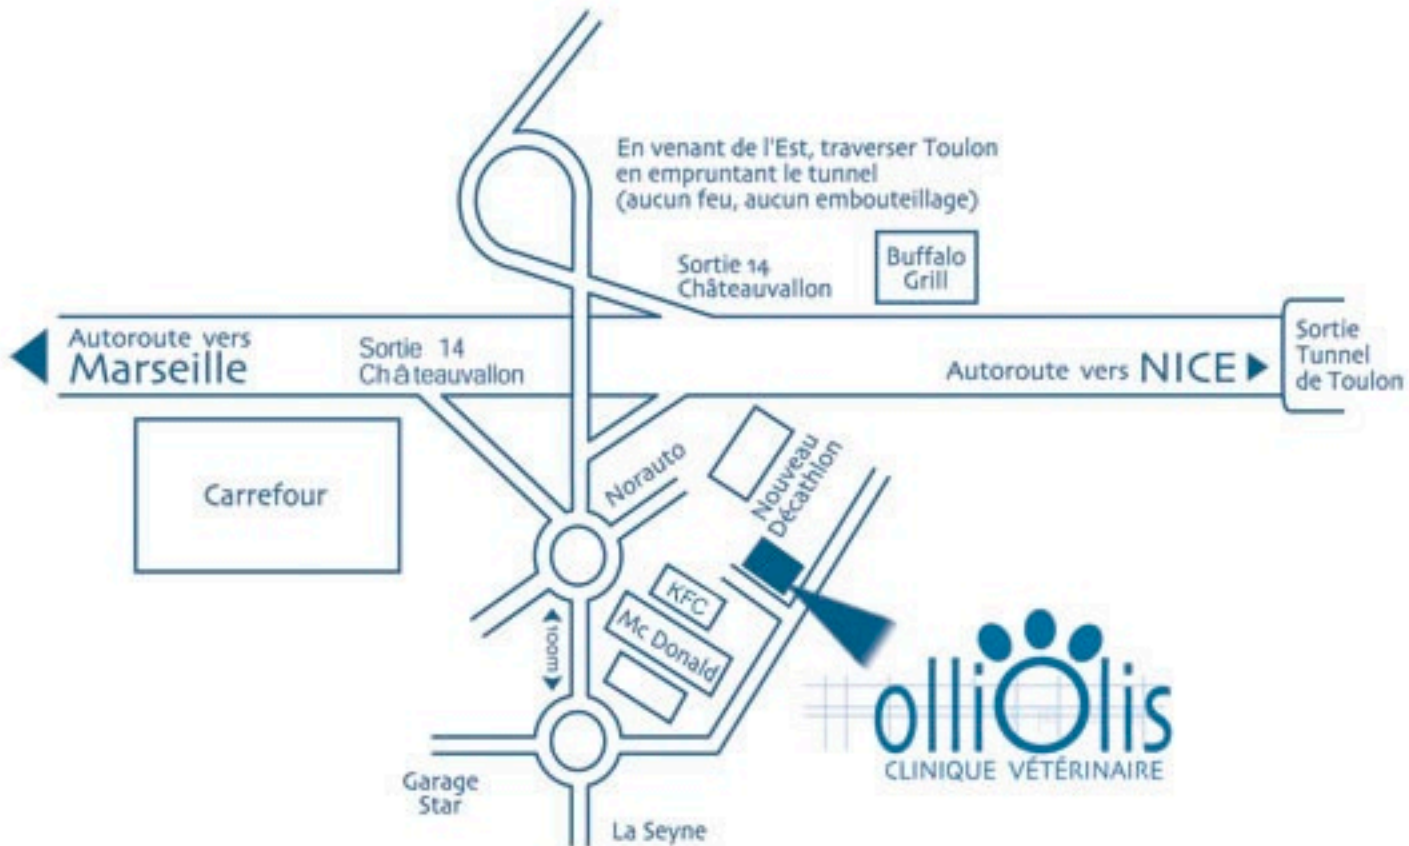 En venant de l'Est, traverser Toulon
en empruntant le tunnel
(aucun feu, aucun embouteillage)
Sortie 14
Châteauvallon
Buffalo
Grill
Autoroute vers
Marseille
Sortie 14
Châteauvallon
Autoroute vers NICE
Sortie
Tunnel
de Toulon
Carrefour
Norauto
Nouveau
Décathlon
KFC
Mc Donald
100m
olliOlis
CLINIQUE VÉTÉRINAIRE
Garage
Star
La Seyne